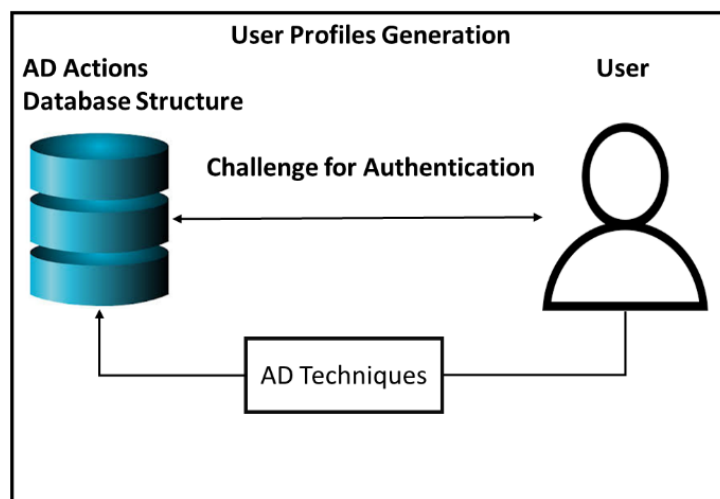 User Profiles Generation
AD Actions
Database Structure
User
Challenge for Authentication
AD Techniques